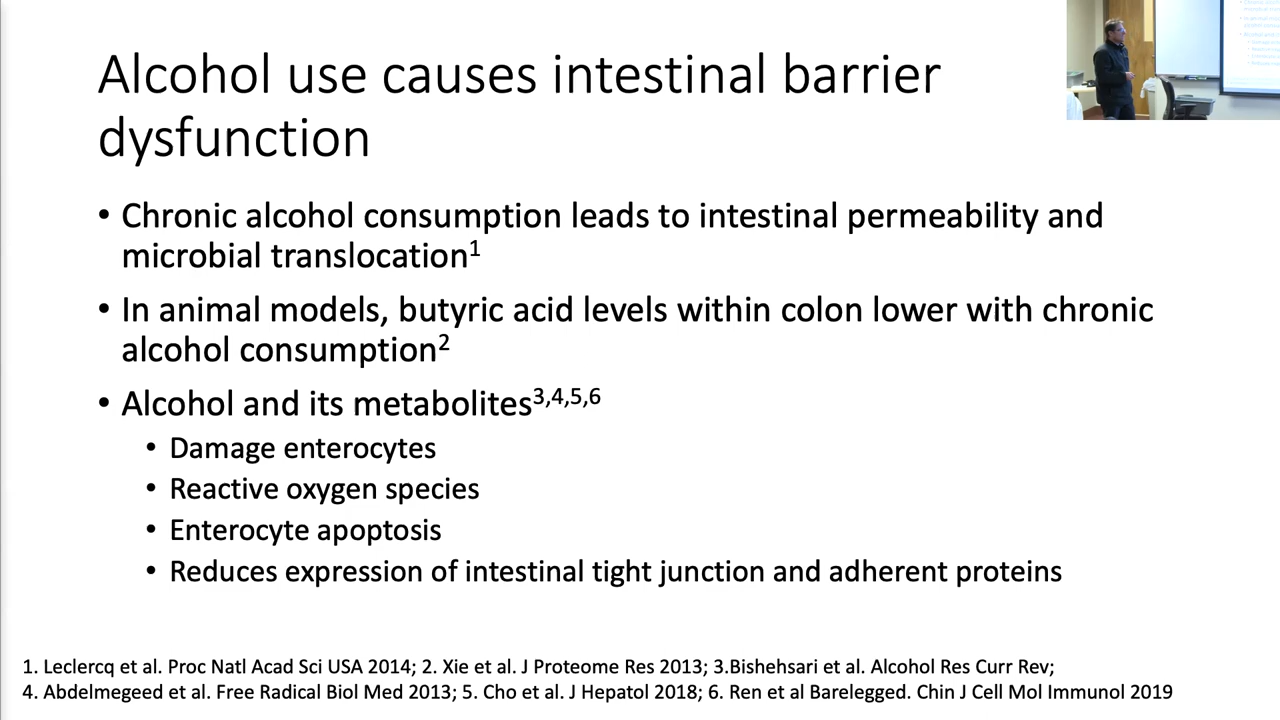 Alcohol use causes intestinal barrier
dysfunction
• Chronic alcohol consumption leads to intestinal permeability and
microbial translocation1
• In animal models, butyric acid levels within colon lower with chronic
alcohol consumption2
• Alcohol and its metabolites3,4,5,6
• Damage enterocytes
• Reactive oxygen species
• Enterocyte apoptosis
• Reduces expression of intestinal tight junction and adherent proteins
1. Leclercq et al. Proc Natl Acad Sci USA 2014; 2. Xie et al. J Proteome Res 2013; 3.Bishehsari et al. Alcohol Res Curr Rev;
4. Abdelmegeed et al. Free Radical Biol Med 2013; 5. Cho et al. J Hepatol 2018; 6. Ren et al Barelegged. Chin J Cell Mol Immunol 2019